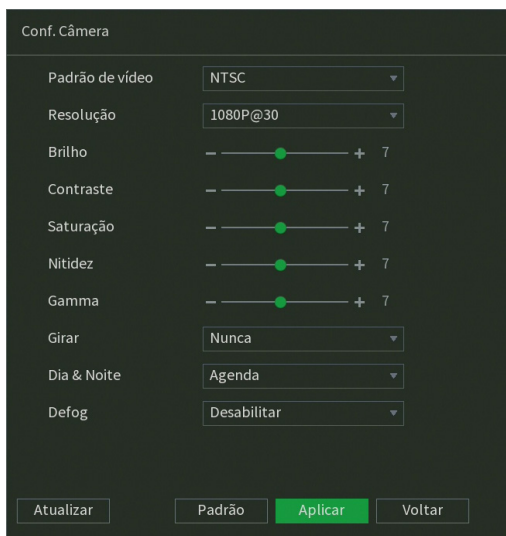 Conf. Câmera
Padrão de vídeo NTSC
Resolução 1080P@30
Brilho − + 7
Contraste − + 7
Saturação − + 7
Nitidez − + 7
Gamma − + 7
Girar Nunca
Dia & Noite Agenda
Defog Desabilitar
Atualizar Padrão Aplicar Voltar